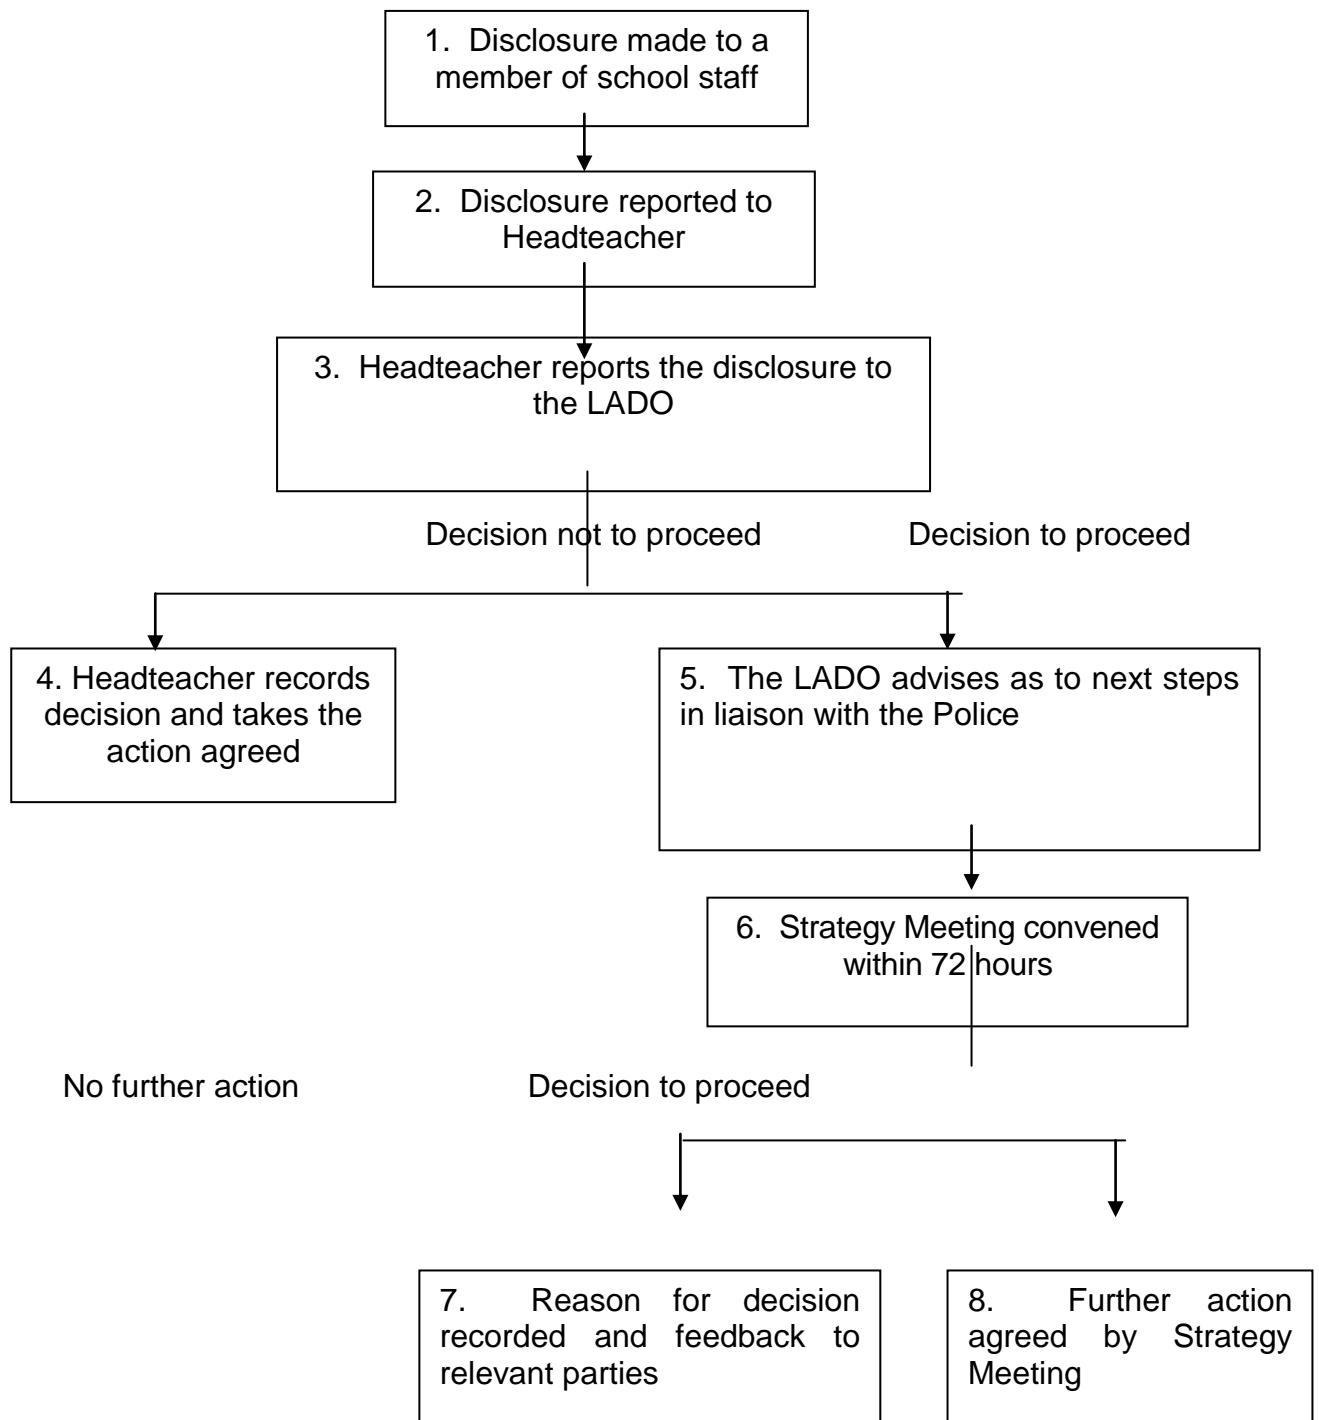 1. Disclosure made to a
member of school staff
2. Disclosure reported to
Headteacher
3. Headteacher reports the disclosure to
the LADO
Decision not to proceed
Decision to proceed
4. Headteacher records
decision and takes the
action agreed
5. The LADO advises as to next steps
in liaison with the Police
6. Strategy Meeting convened
within 72 hours
No further action
Decision to proceed
7. Reason for decision
recorded and feedback to
relevant parties
8. Further action
agreed by Strategy
Meeting